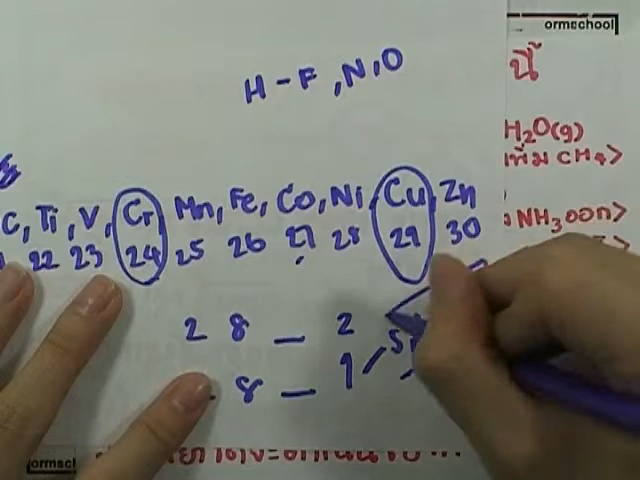 ormschool
นี้
H-F, N, O
H₂O(g)
เพิ่ม CH₄>
C, Ti, V, Cr, Mn, Fe, Co, Ni, Cu, Zn
22 23 24 25 26 27 28 29 30
NH₃ออก>
2 8 _ 2
8 _ 1
ormsch